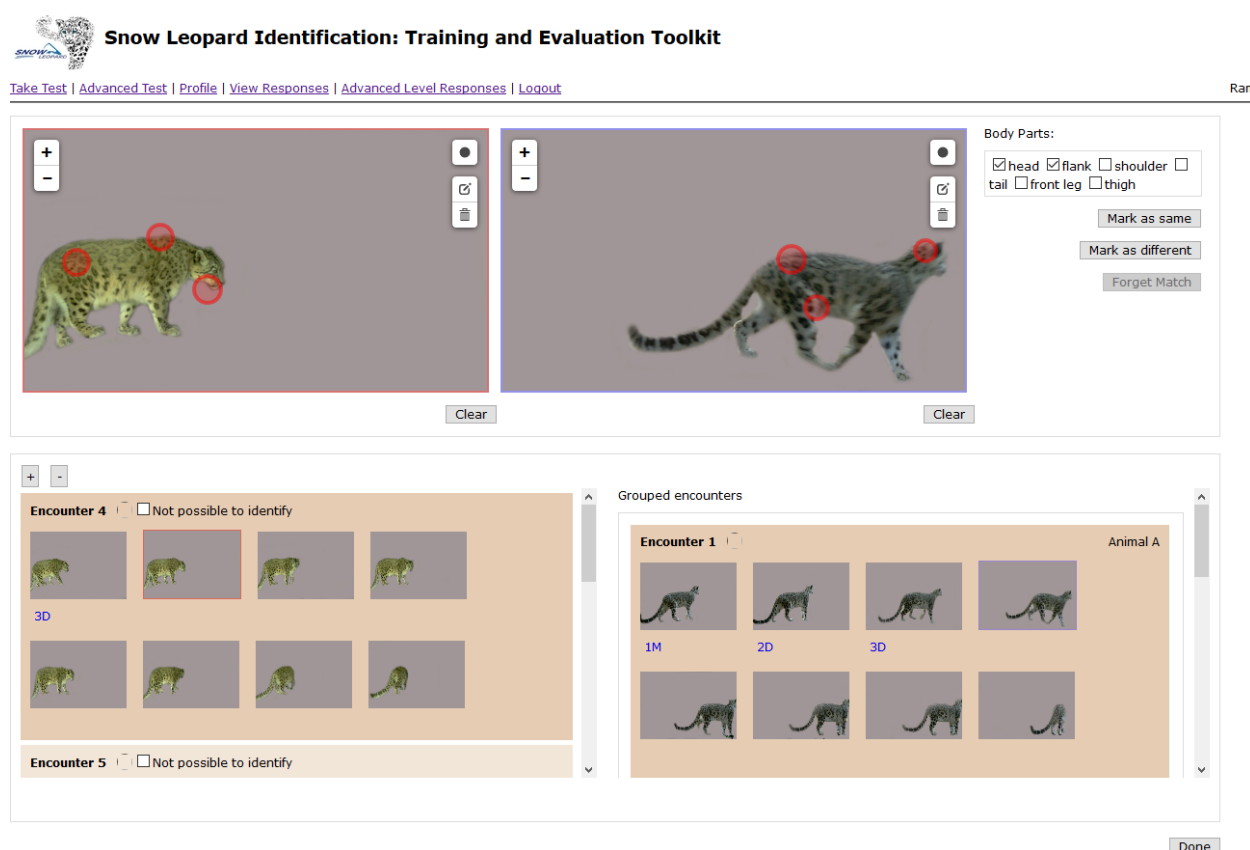 SNOW
LEOPARD
Snow Leopard Identification: Training and Evaluation Toolkit
Take Test | Advanced Test | Profile | View Responses | Advanced Level Responses | Logout
Ran
+
−
+
−
Body Parts:
head flank shoulder
tail front leg thigh
Mark as same
Mark as different
Forget Match
Clear
Clear
+ -
Encounter 4 Not possible to identify
3D
Encounter 5 Not possible to identify
Grouped encounters
Encounter 1 Animal A
1M 2D 3D
Done